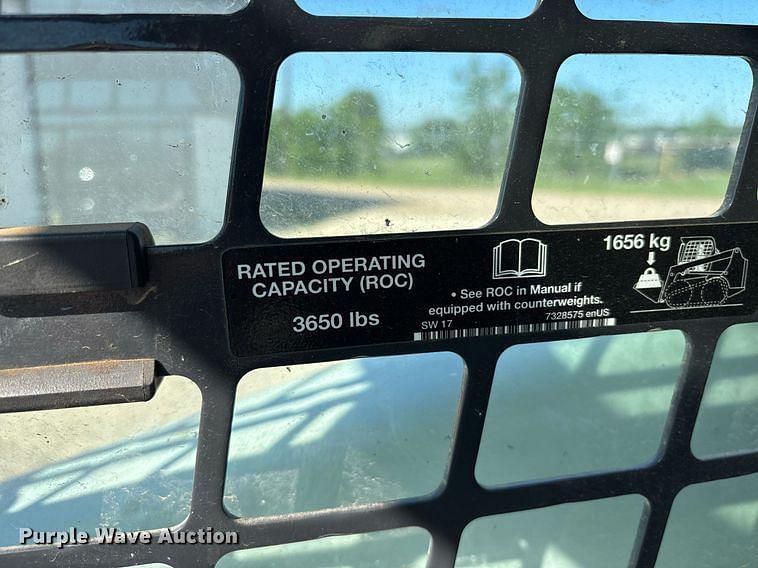 RATED OPERATING
CAPACITY (ROC)
3650 lbs
• See ROC in Manual if
equipped with counterweights.
SW 17
7328575 enUS
1656 kg
Purple Wave Auction